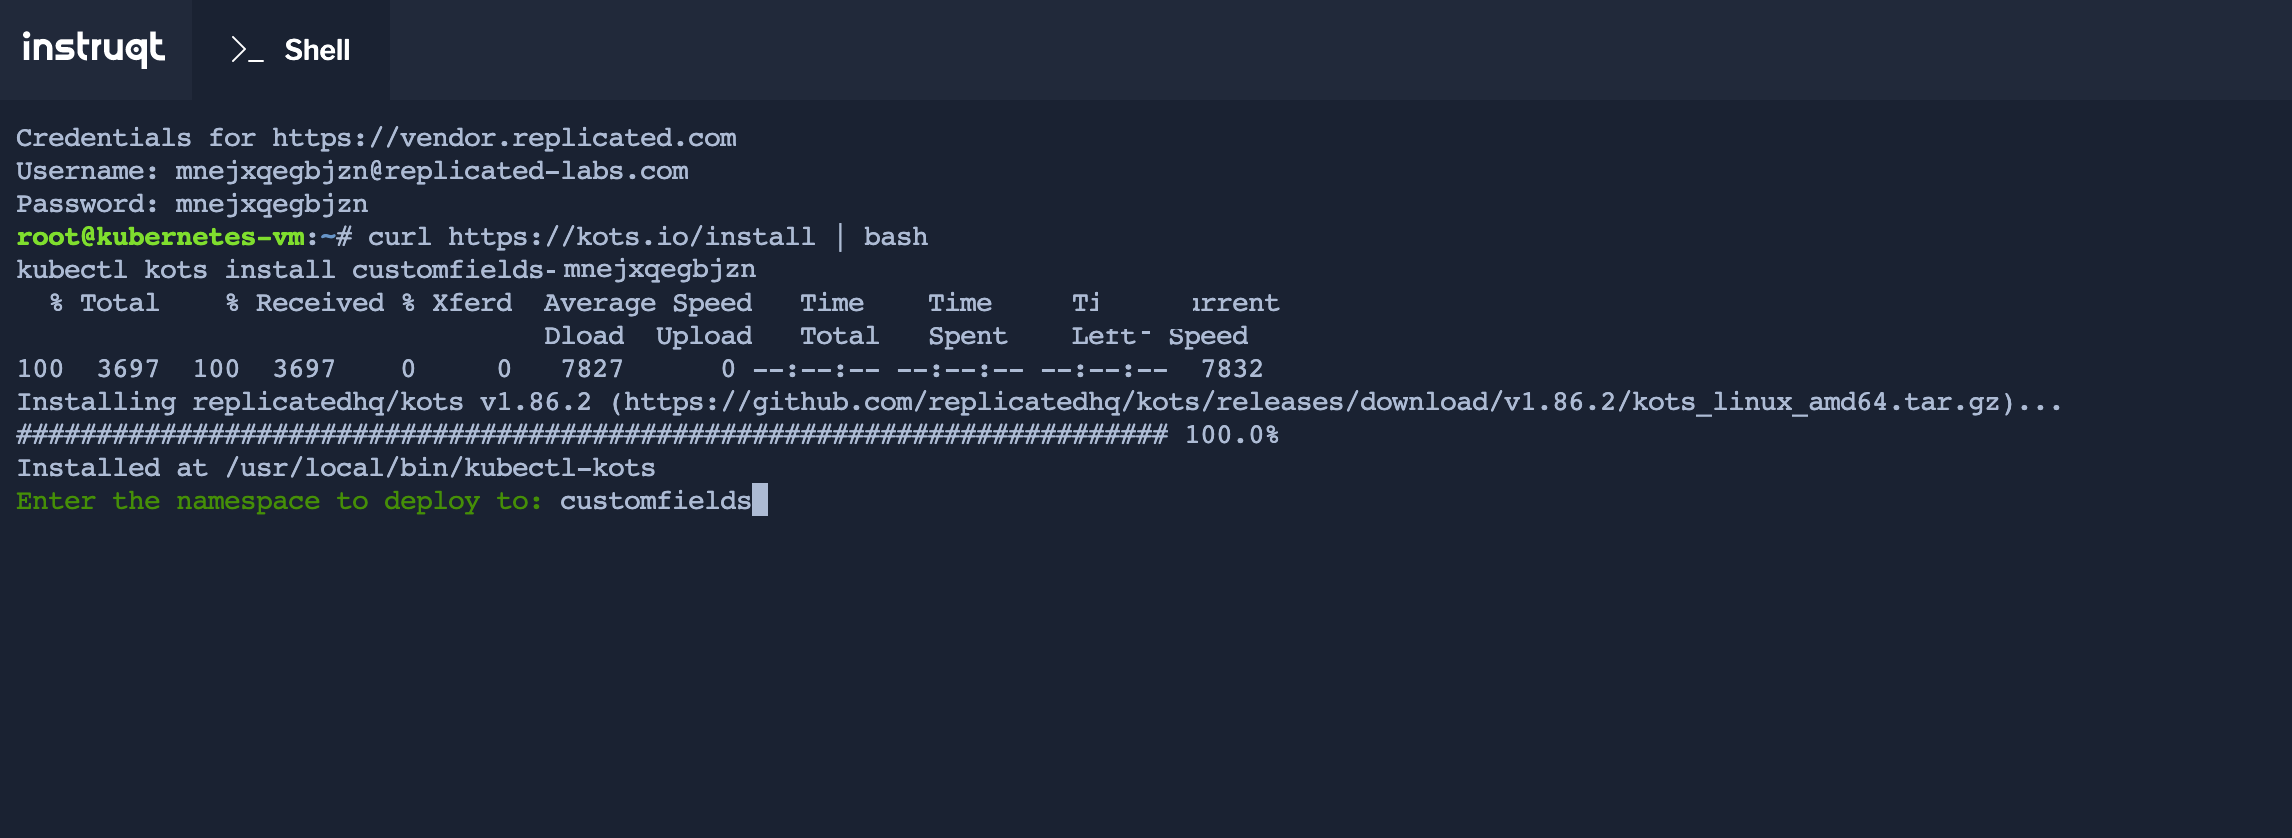 instruqt >_ Shell
Credentials for https://vendor.replicated.com
Username: mnejxqegbjzn@replicated-labs.com
Password: mnejxqegbjzn
root@kubernetes-vm:~# curl https://kots.io/install | bash
kubectl kots install customfields-mnejxqegbjzn
% Total % Received % Xferd Average Speed Time Time Ti urrent
Dload Upload Total Spent Left Speed
100 3697 100 3697 0 0 7827 0 --:--:-- --:--:-- --:--:-- 7832
Installing replicatedhq/kots v1.86.2 (https://github.com/replicatedhq/kots/releases/download/v1.86.2/kots_linux_amd64.tar.gz)...
######################################################################## 100.0%
Installed at /usr/local/bin/kubectl-kots
Enter the namespace to deploy to: customfields